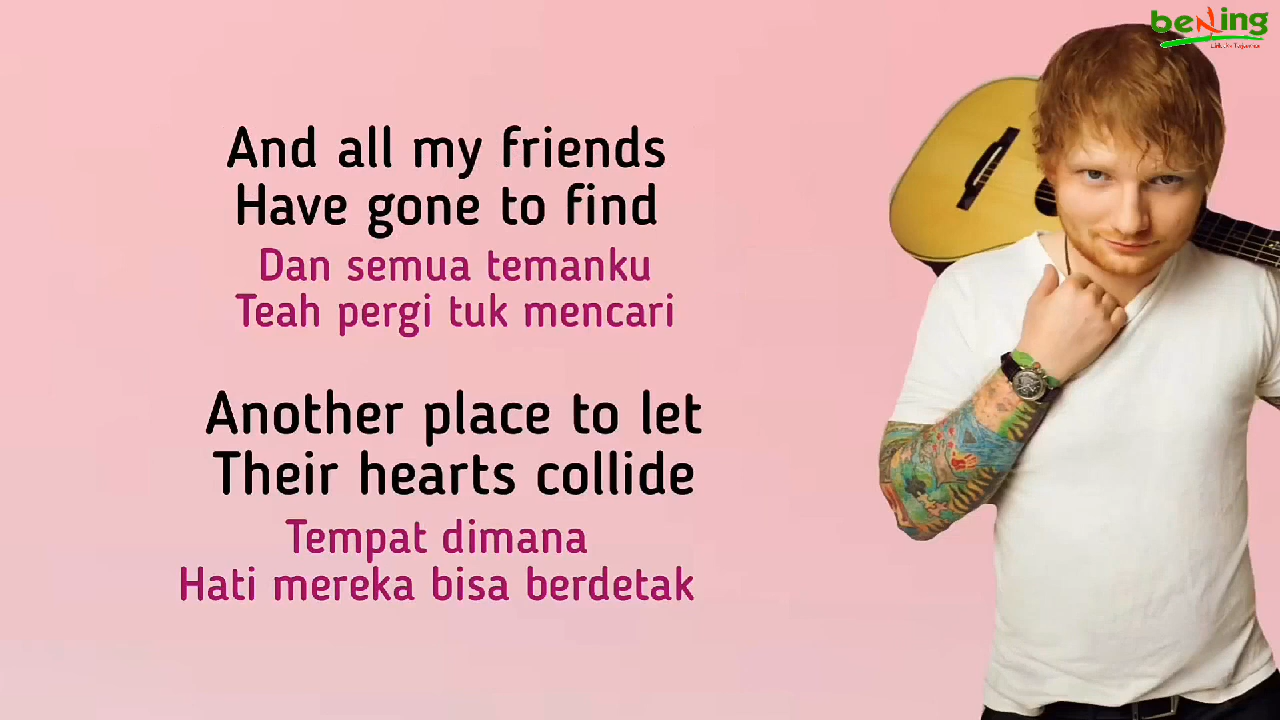 beNing
And all my friends
Have gone to find
Dan semua temanku
Teah pergi tuk mencari
Another place to let
Their hearts collide
Tempat dimana
Hati mereka bisa berdetak